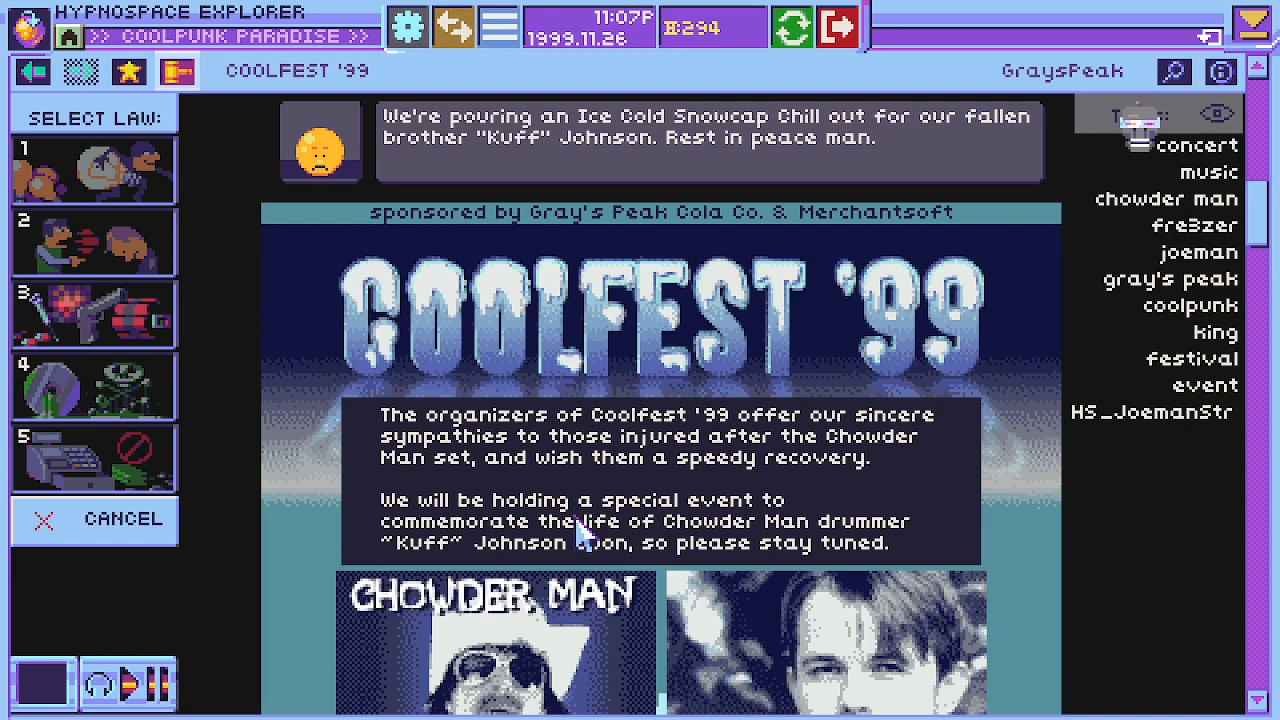 HYPNOSPACE EXPLORER
>> COOLPUNK PARADISE >>
11:07P
1999.11.26
294
COOLFEST '99
GraysPeak
SELECT LAW:
1
2
3
4
5
CANCEL
We're pouring an Ice Cold Snowcap Chill out for our fallen
brother "Kuff" Johnson. Rest in peace man.
sponsored by Gray's Peak Cola Co. & Merchantsoft
COOLFEST '99
The organizers of Coolfest '99 offer our sincere
sympathies to those injured after the Chowder
Man set, and wish them a speedy recovery.
We will be holding a special event to
commemorate the life of Chowder Man drummer
"Kuff" Johnson soon, so please stay tuned.
CHOWDER MAN
concert
music
chowder man
fre3zer
joeman
gray's peak
coolpunk
king
festival
event
HS_JoemanStr